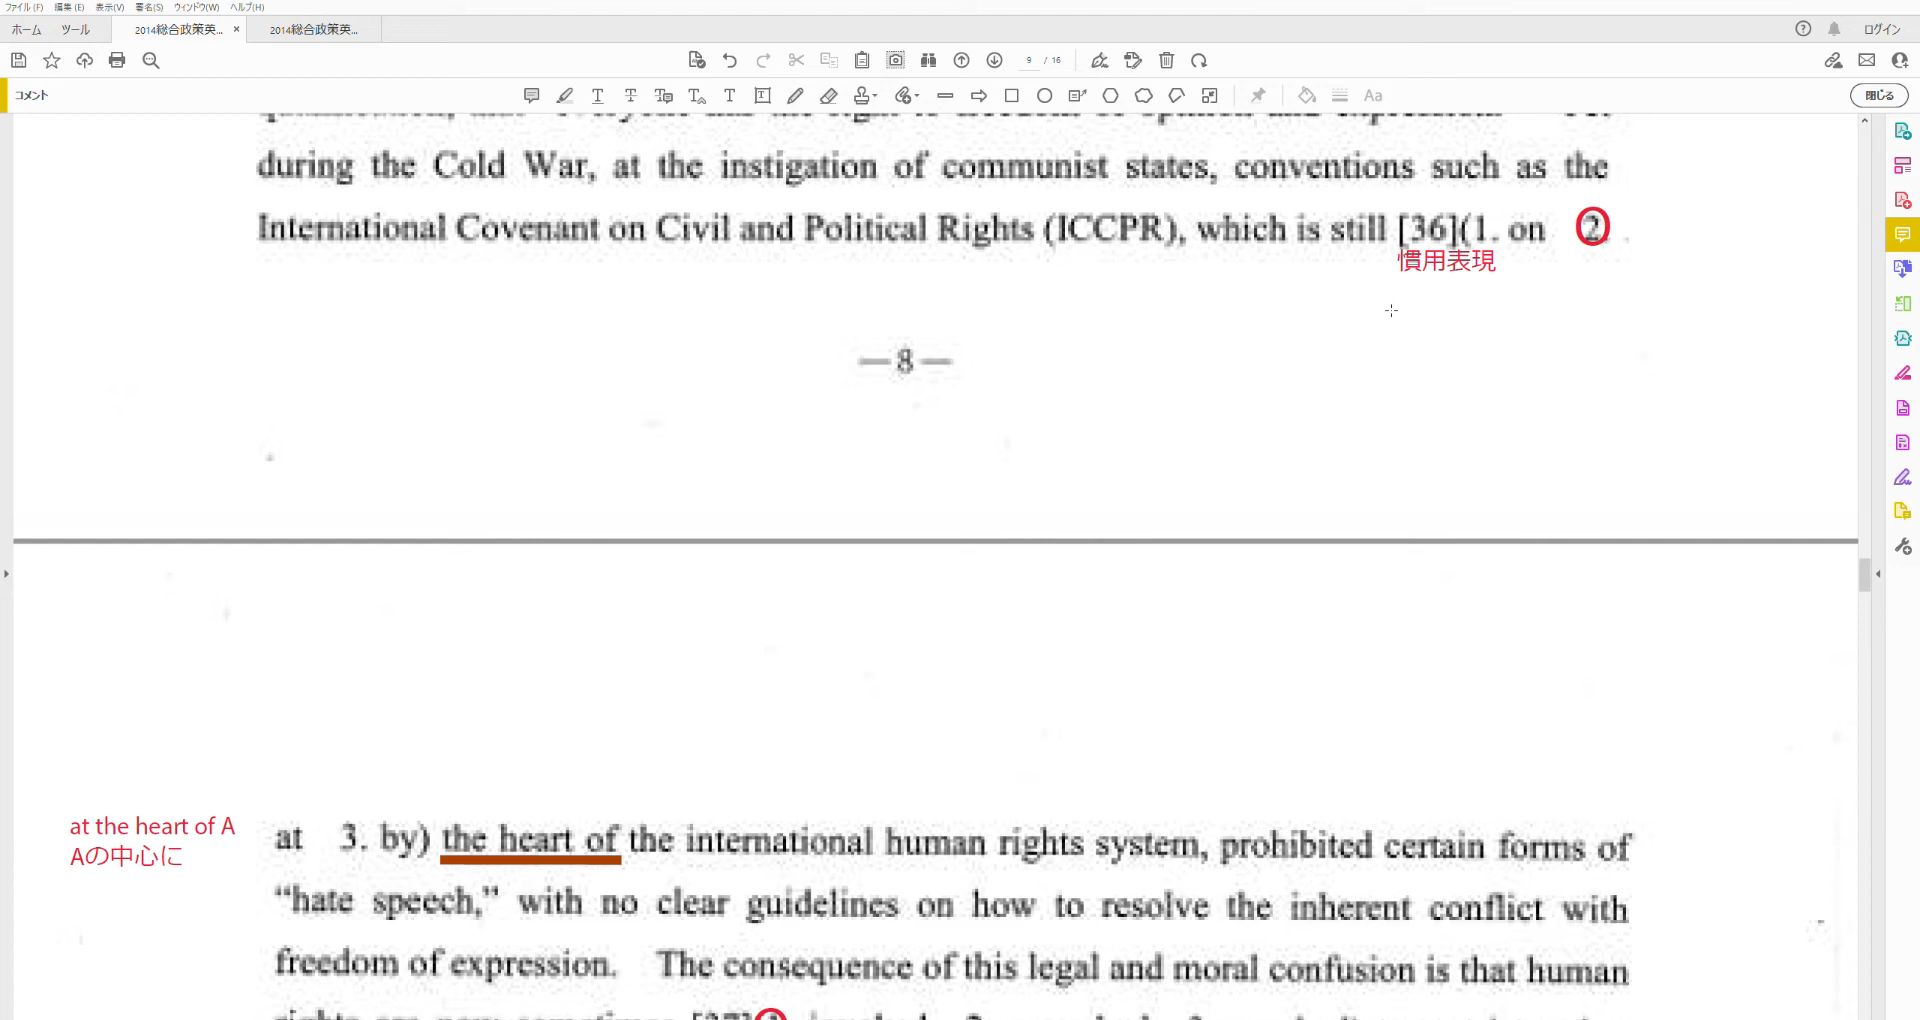 ファイル(F) 編集(E) 表示(V) 署名(S) ウィンドウ(W) ヘルプ(H)
ホーム ツール 2014総合政策英... × 2014総合政策英... ログイン
9 / 16
コメント Aa 閉じる
during the Cold War, at the instigation of communist states, conventions such as the
International Covenant on Civil and Political Rights (ICCPR), which is still [36](1. on 2.
慣用表現
— 8 —
at the heart of A
Aの中心に
at 3. by) the heart of the international human rights system, prohibited certain forms of
“hate speech,” with no clear guidelines on how to resolve the inherent conflict with
freedom of expression. The consequence of this legal and moral confusion is that human